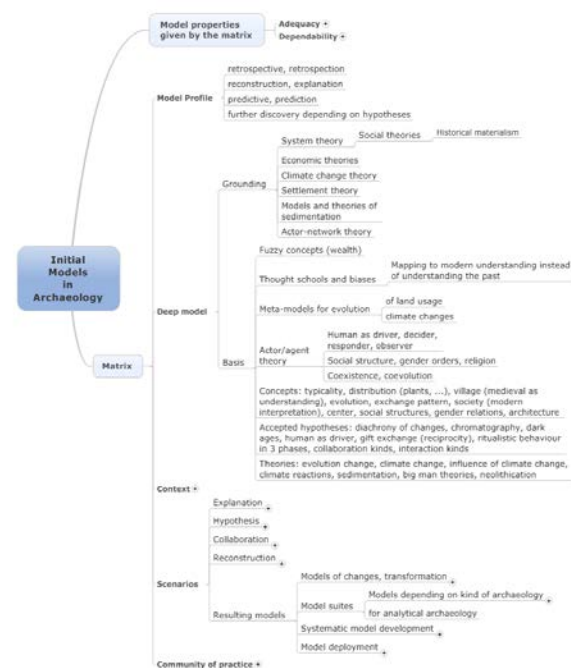 Model properties
given by the matrix
Adequacy
Dependability
Initial
Models
in
Archaeology
Matrix
Model Profile
retrospective, retrospection
reconstruction, explanation
predictive, prediction
further discovery depending on hypotheses
Deep model
Grounding
System theory
Social theories
Historical materialism
Economic theories
Climate change theory
Settlement theory
Models and theories of
sedimentation
Actor-network theory
Basis
Fuzzy concepts (wealth)
Thought schools and biases
Mapping to modern understanding instead
of understanding the past
Meta-models for evolution
of land usage
climate changes
Actor/agent
theory
Human as driver, decider,
responder, observer
Social structure, gender orders, religion
Coexistence, coevolution
Concepts: typicality, distribution (plants, ...), village (medieval as
understanding), evolution, exchange pattern, society (modern
interpretation), center, social structures, gender relations, architecture
Accepted hypotheses: diachrony of changes, chromatography, dark
ages, human as driver, gift exchange (reciprocity), ritualistic behaviour
in 3 phases, collaboration kinds, interaction kinds
Theories: evolution change, climate change, influence of climate change,
climate reactions, sedimentation, big man theories, neolithication
Context
Scenarios
Explanation
Hypothesis
Collaboration
Reconstruction
Resulting models
Models of changes, transformation
Model suites
Models depending on kind of archaeology
for analytical archaeology
Systematic model development
Model deployment
Community of practice